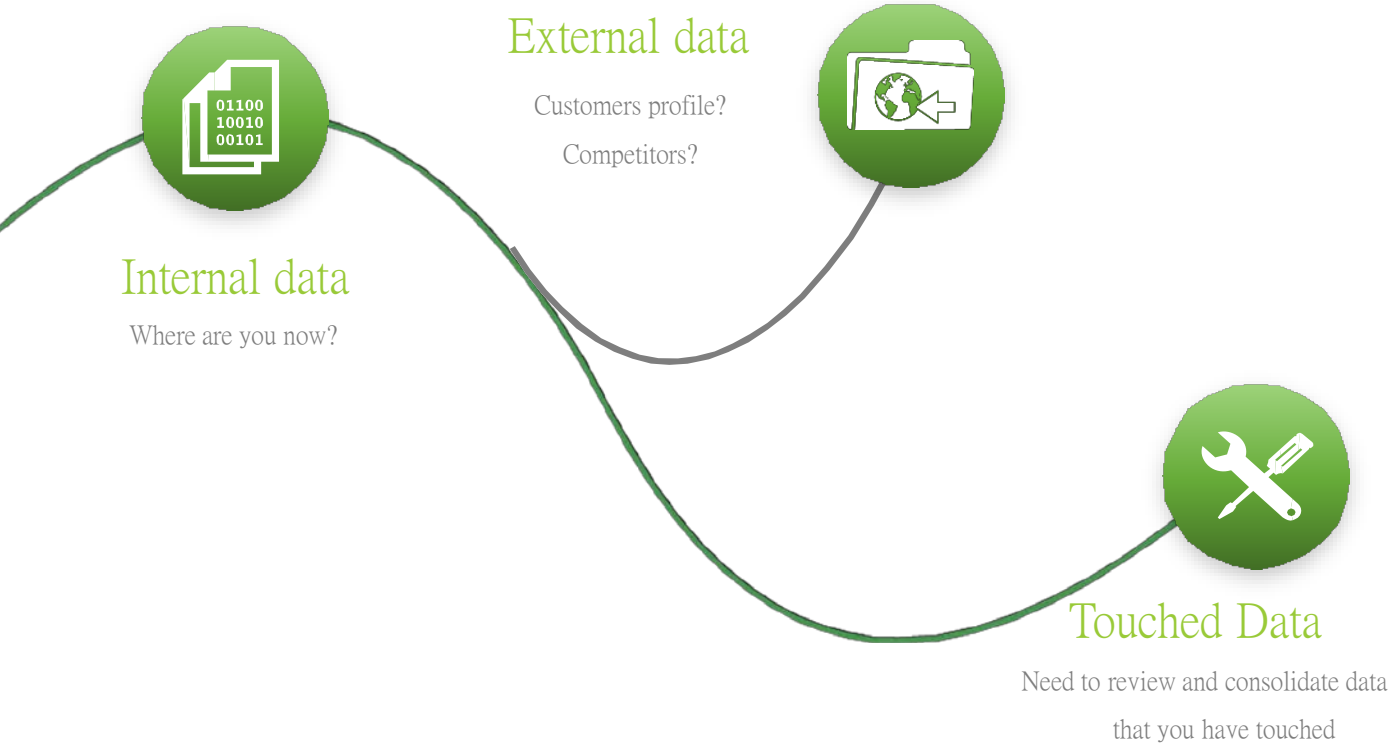 External data
Customers profile?
Competitors?
01100
10010
00101
Internal data
Where are you now?
Touched Data
Need to review and consolidate data
that you have touched